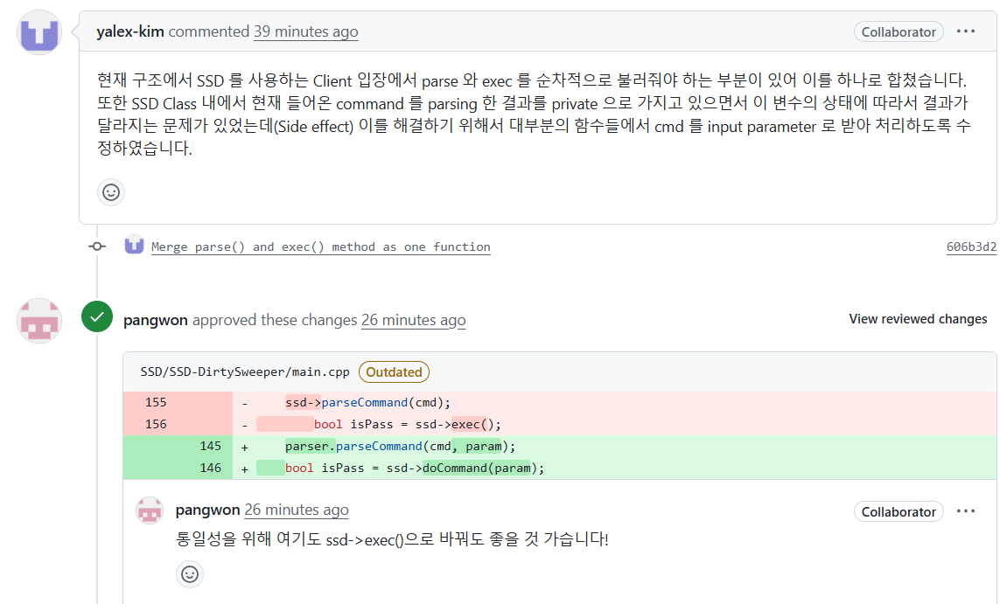 yalex-kim commented 39 minutes ago
Collaborator
현재 구조에서 SSD 를 사용하는 Client 입장에서 parse 와 exec 를 순차적으로 불러줘야 하는 부분이 있어 이를 하나로 합쳤습니다.
또한 SSD Class 내에서 현재 들어온 command 를 parsing 한 결과를 private 으로 가지고 있으면서 이 변수의 상태에 따라서 결과가
달라지는 문제가 있었는데(Side effect) 이를 해결하기 위해서 대부분의 함수들에서 cmd 를 input parameter 로 받아 처리하도록 수
정하였습니다.
Merge parse() and exec() method as one function
606b3d2
pangwon approved these changes 26 minutes ago
View reviewed changes
SSD/SSD-DirtySweeper/main.cpp Outdated
155 - ssd->parseCommand(cmd);
156 - bool isPass = ssd->exec();
145 + parser.parseCommand(cmd, param);
146 + bool isPass = ssd->doCommand(param);
pangwon 26 minutes ago
Collaborator
통일성을 위해 여기도 ssd->exec()으로 바꿔도 좋을 것 가습니다!